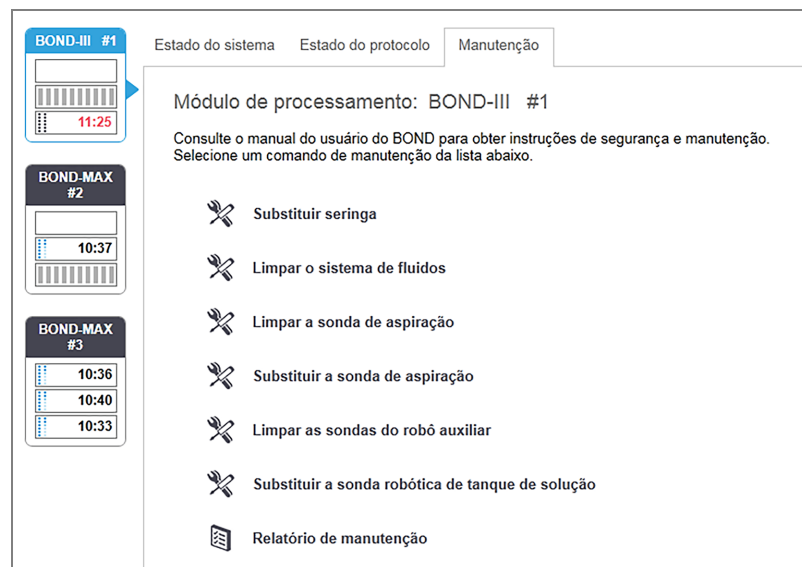 BOND-III #1
11:25
BOND-MAX
#2
10:37
BOND-MAX
#3
10:36
10:40
10:33
Estado do sistema Estado do protocolo Manutenção
Módulo de processamento: BOND-III #1
Consulte o manual do usuário do BOND para obter instruções de segurança e manutenção.
Selecione um comando de manutenção da lista abaixo.
Substituir seringa
Limpar o sistema de fluidos
Limpar a sonda de aspiração
Substituir a sonda de aspiração
Limpar as sondas do robô auxiliar
Substituir a sonda robótica de tanque de solução
Relatório de manutenção